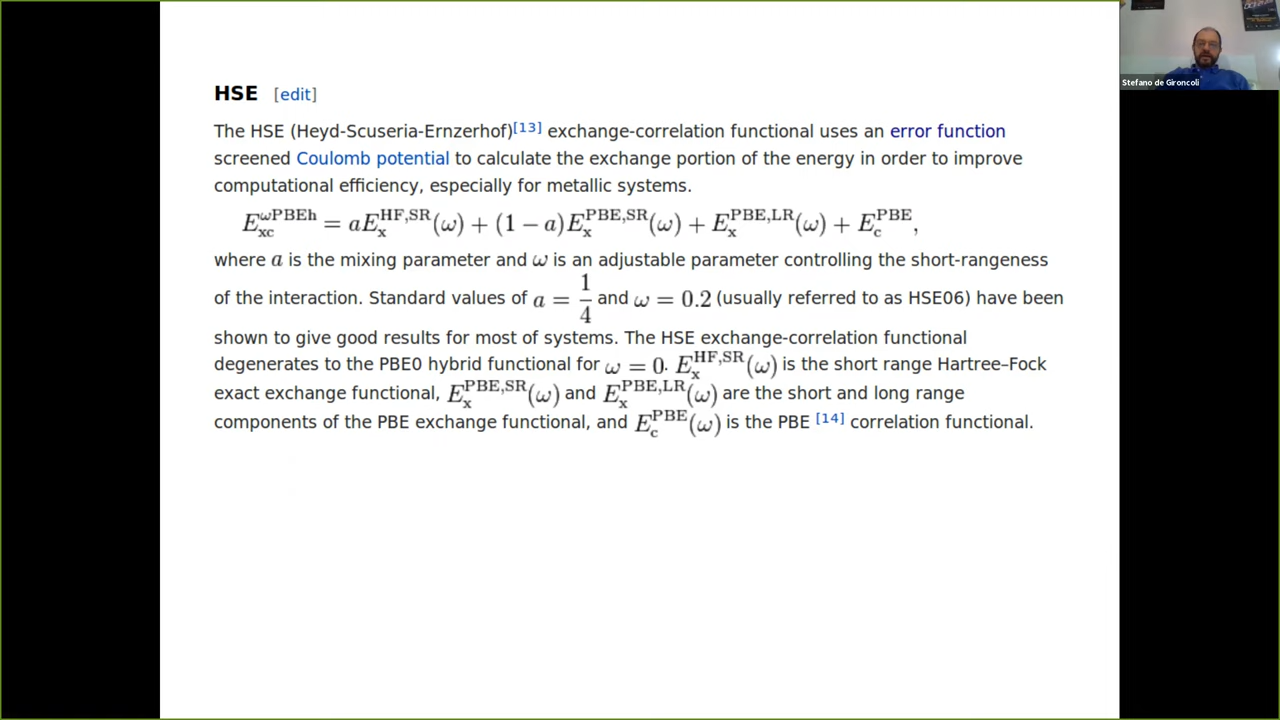 HSE [edit]
The HSE (Heyd-Scuseria-Ernzerhof)[13] exchange-correlation functional uses an error function
screened Coulomb potential to calculate the exchange portion of the energy in order to improve
computational efficiency, especially for metallic systems.
E_xc^ωPBEh = aE_x^HF,SR(ω) + (1 − a)E_x^PBE,SR(ω) + E_x^PBE,LR(ω) + E_c^PBE,
where a is the mixing parameter and ω is an adjustable parameter controlling the short-rangeness
of the interaction. Standard values of a = 1/4 and ω = 0.2 (usually referred to as HSE06) have been
shown to give good results for most of systems. The HSE exchange-correlation functional
degenerates to the PBE0 hybrid functional for ω = 0. E_x^HF,SR(ω) is the short range Hartree–Fock
exact exchange functional, E_x^PBE,SR(ω) and E_x^PBE,LR(ω) are the short and long range
components of the PBE exchange functional, and E_c^PBE(ω) is the PBE [14] correlation functional.
Stefano de Gironcoli